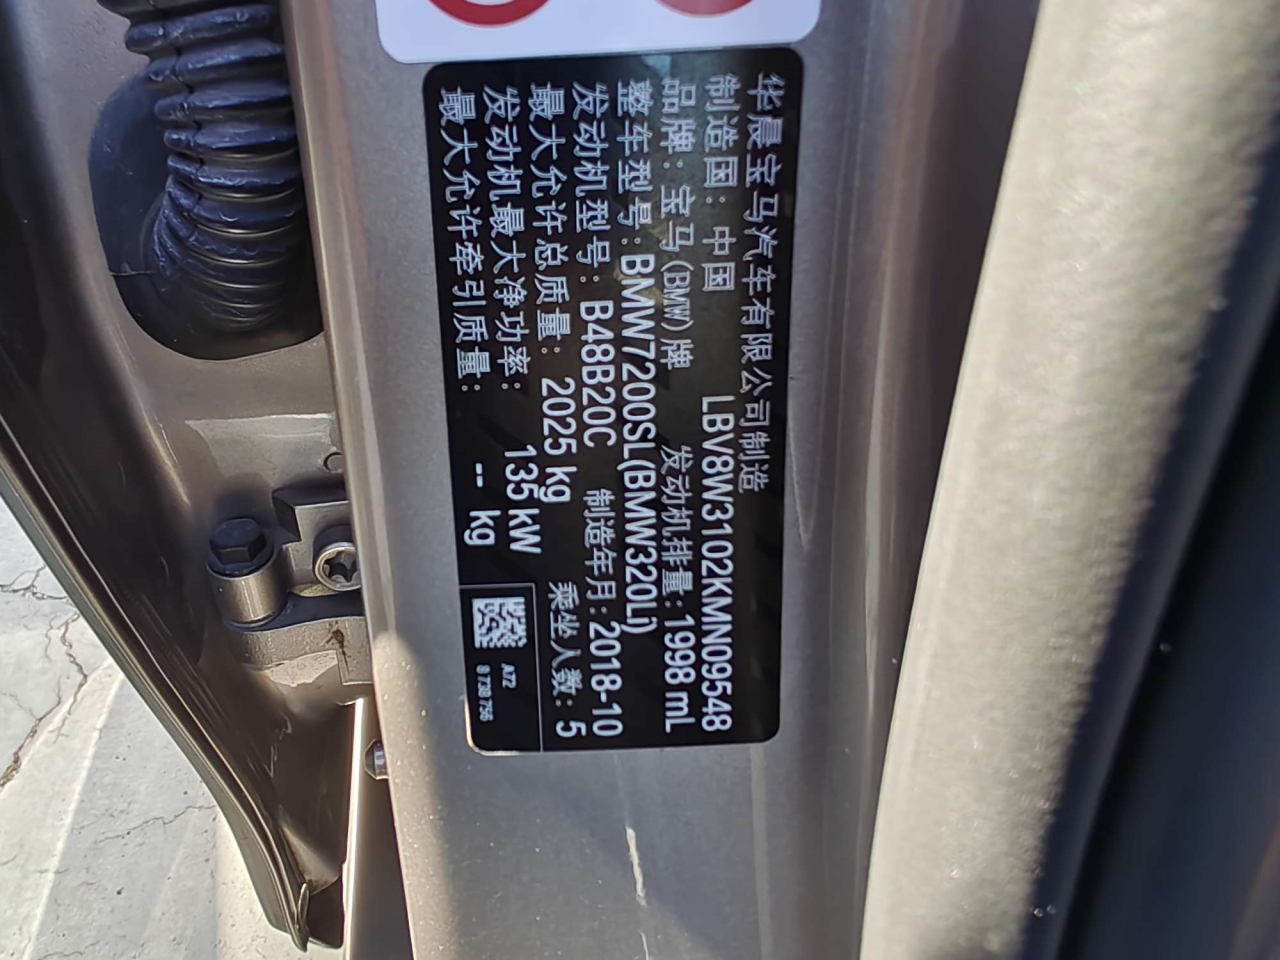 华晨宝马汽车有限公司制造
制造国：中国 LBV8W3102KMN09548
品牌：宝马(BMW)牌 发动机排量：1998 mL
整车型号：BMW7200SL(BMW320Li)
发动机型号：B48B20C 制造年月：2018-10
最大允许总质量：2025 kg 乘坐人数：5
发动机最大净功率：135 kW
最大允许牵引质量：-- kg
A72
8 738 756